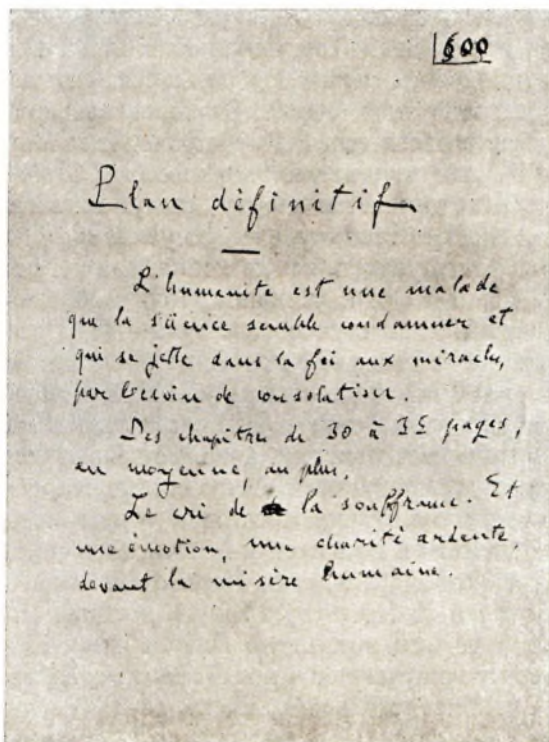 600
Plan définitif
L'humanité est une malade
que la science semble condamner et
qui se jette dans la foi aux miracles,
par besoin de consolation.
Des chapitres de 30 à 35 pages,
en moyenne, au plus.
Le cri de la souffrance. Et
une émotion, une charité ardente,
devant la misère humaine.